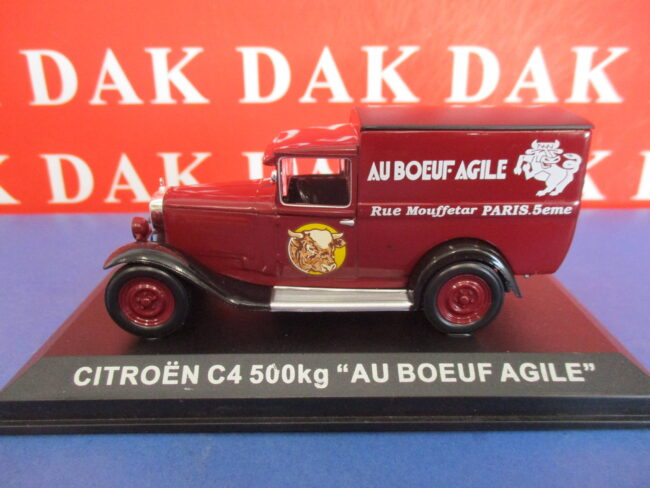 DAK DAK DAK DAK
DAK DAK DAK
AU BOEUF AGILE
Rue Mouffetar PARIS.5eme
CITROËN C4 500kg "AU BOEUF AGILE"